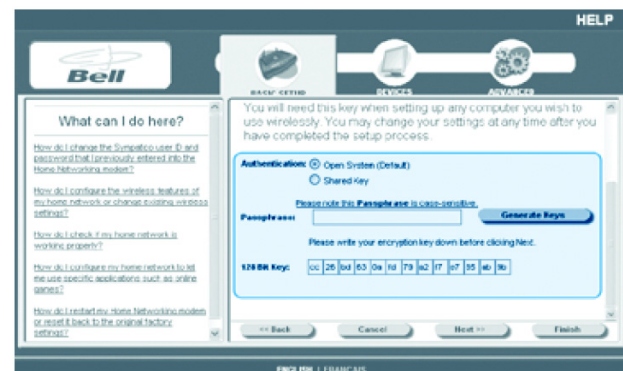 HELP
Bell
BASIC SETUP
DEVICES
ADVANCED
What can I do here?
How do I change the Sympatico user ID and
password that I previously entered into the
Home Networking modem?
How do I configure the wireless features of
my home network or change existing wireless
settings?
How do I check if my home network is
working properly?
How do I configure my home network to let
me use specific applications such as online
games?
How do I restart my Home Networking modem
or reset it back to the original factory
settings?
You will need this key when setting up any computer you wish to
use wirelessly. You may change your settings at any time after you
have completed the setup process.
Authentication: Open System (Default)
Shared Key
Please note this Passphrase is case-sensitive.
Passphrase:
Generate Keys
Please write your encryption key down before clicking Next.
128 Bit Key: cc 26 bd 63 0a fd 79 a2 f7 e7 95 ab 9b
<< Back
Cancel
Next >>
Finish
ENGLISH | FRANCAIS